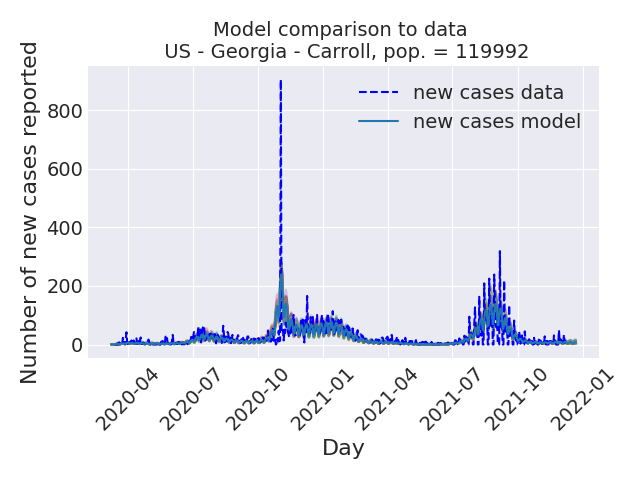 Model comparison to data
US - Georgia - Carroll, pop. = 119992
Number of new cases reported
800
600
400
200
0
new cases data
new cases model
2020-04
2020-07
2020-10
2021-01
2021-04
2021-07
2021-10
2022-01
Day